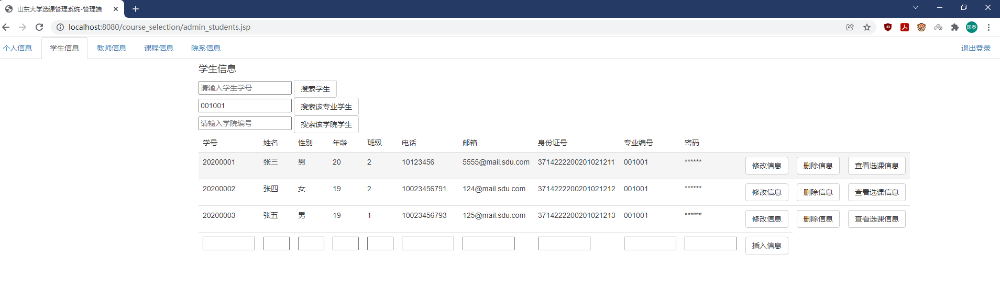 山东大学选课管理系统-管理端
localhost:8080/course_selection/admin_students.jsp
国泰
个人信息 学生信息 教师信息 课程信息 院系信息 退出登录
学生信息
请输入学生学号 搜索学生
001001 搜索该专业学生
请输入学院编号 搜索该学院学生
学号 姓名 性别 年龄 班级 电话 邮箱 身份证号 专业编号 密码
20200001 张三 男 20 2 10123456 5555@mail.sdu.com 3714222200201021211 001001 ****** 修改信息 删除信息 查看选课信息
20200002 张四 女 19 2 10023456791 124@mail.sdu.com 3714222200201021212 001001 ****** 修改信息 删除信息 查看选课信息
20200003 张五 男 19 1 10023456793 125@mail.sdu.com 3714222200201021213 001001 ****** 修改信息 删除信息 查看选课信息
插入信息